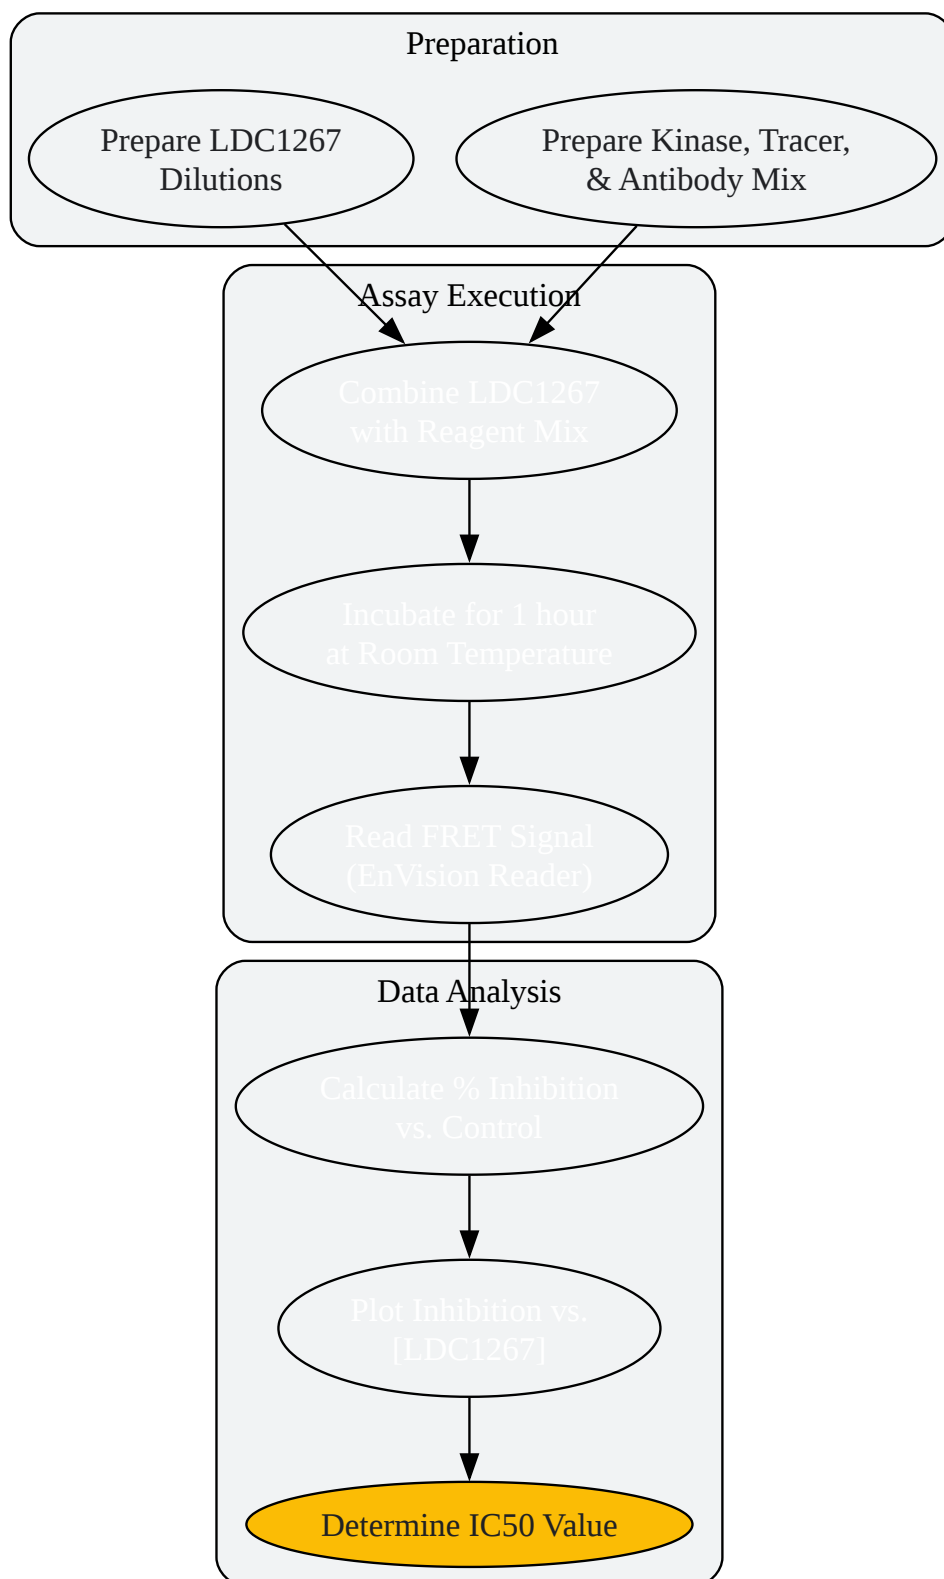 Preparation
Prepare LDC1267
Dilutions
Prepare Kinase, Tracer,
& Antibody Mix
Assay Execution
Combine LDC1267
with Reagent Mix
Incubate for 1 hour
at Room Temperature
Read FRET Signal
(EnVision Reader)
Data Analysis
Calculate % Inhibition
vs. Control
Plot Inhibition vs.
[LDC1267]
Determine IC50 Value